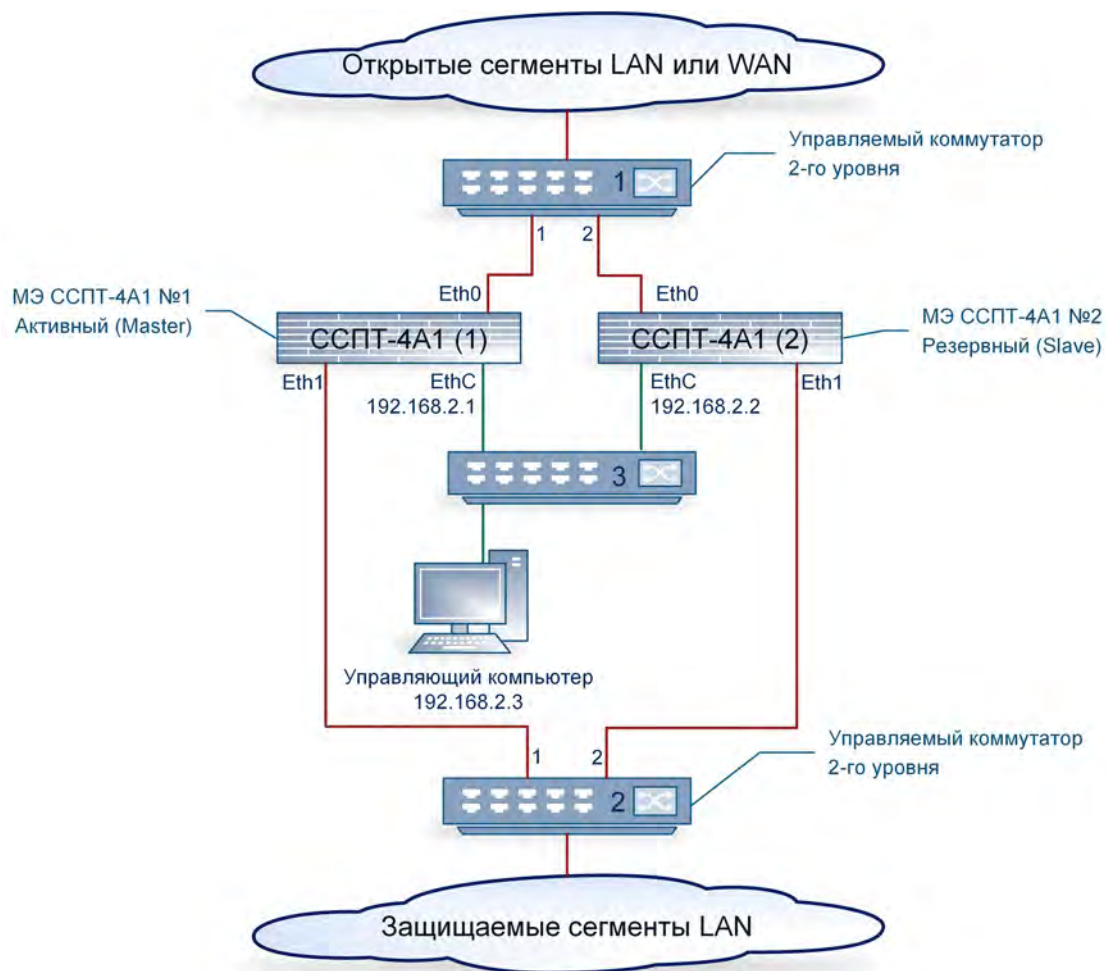 Открытые сегменты LAN или WAN
Управляемый коммутатор
2-го уровня
1
1
2
МЭ ССПТ-4А1 №1
Активный (Master)
Eth0
Eth0
МЭ ССПТ-4А1 №2
Резервный (Slave)
ССПТ-4А1 (1)
ССПТ-4А1 (2)
Eth1
EthC
192.168.2.1
EthC
192.168.2.2
Eth1
3
Управляющий компьютер
192.168.2.3
Управляемый коммутатор
2-го уровня
1
2
2
Защищаемые сегменты LAN